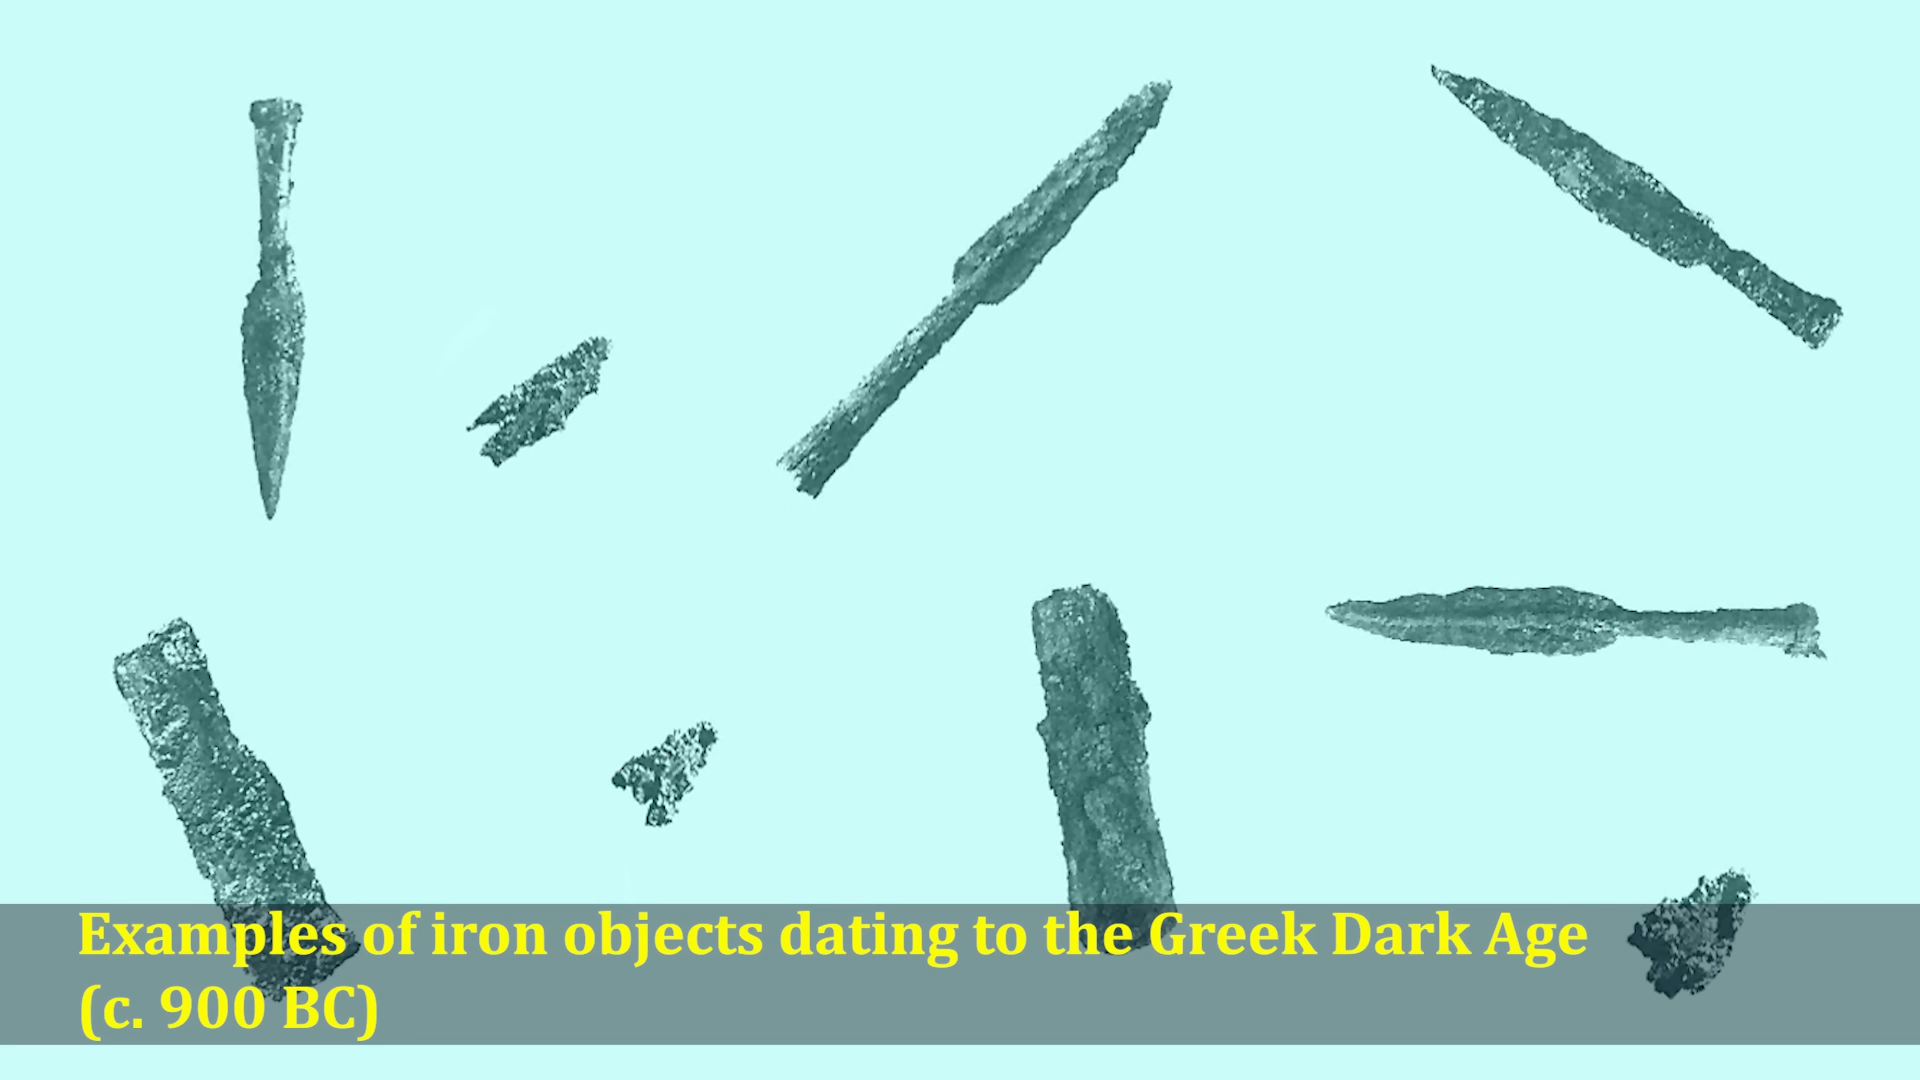 Examples of iron objects dating to the Greek Dark Age
(c. 900 BC)